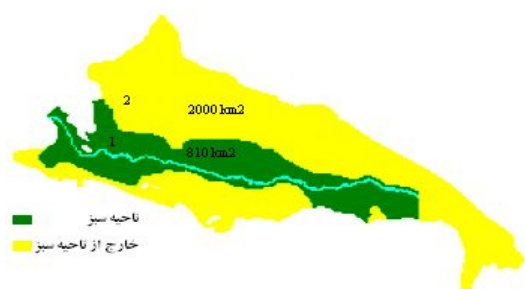 2
2000 km2
1
810 km2
ناحیه سبز
خارج از ناحیه سبز